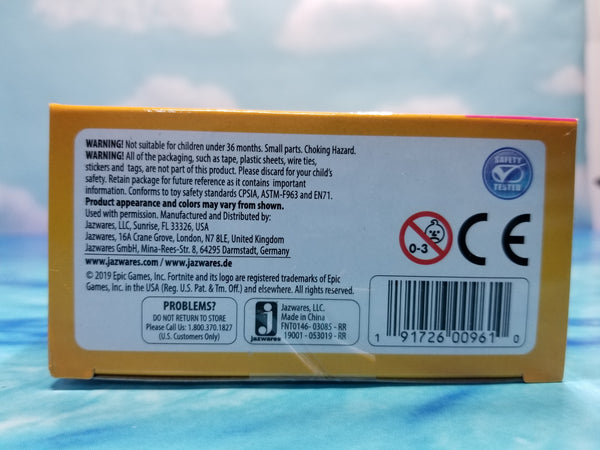 WARNING! Not suitable for children under 36 months. Small parts. Choking Hazard.
WARNING! All of the packaging, such as tape, plastic sheets, wire ties,
stickers and tags, are not part of this product. Please discard for your child's
safety. Retain package for future reference as it contains important
information. Conforms to toy safety standards CPSIA, ASTM-F963 and EN71.
Product appearance and colors may vary from shown.
Used with permission. Manufactured and Distributed by:
Jazwares, LLC, Sunrise, FL 33326, USA
Jazwares, 16A Crane Grove, London, N7 8LE, United Kingdom
Jazwares GmbH, Mina-Rees-Str. 8, 64295 Darmstadt, Germany
www.jazwares.com / www.jazwares.de
© 2019 Epic Games, Inc. Fortnite and its logo are registered trademarks of Epic
Games, Inc. in the USA (Reg. U.S. Pat. & Tm. Off.) and elsewhere. All rights reserved.
SAFETY
TESTED
0-3
CE
PROBLEMS?
DO NOT RETURN TO STORE
Please Call Us: 1.800.370.1827
(U.S. Customers Only)
j
jazwares
Jazwares, LLC.
Made in China
FNT0146- 03085 - RR
19001 - 053019 - RR
1 91726 00961 0